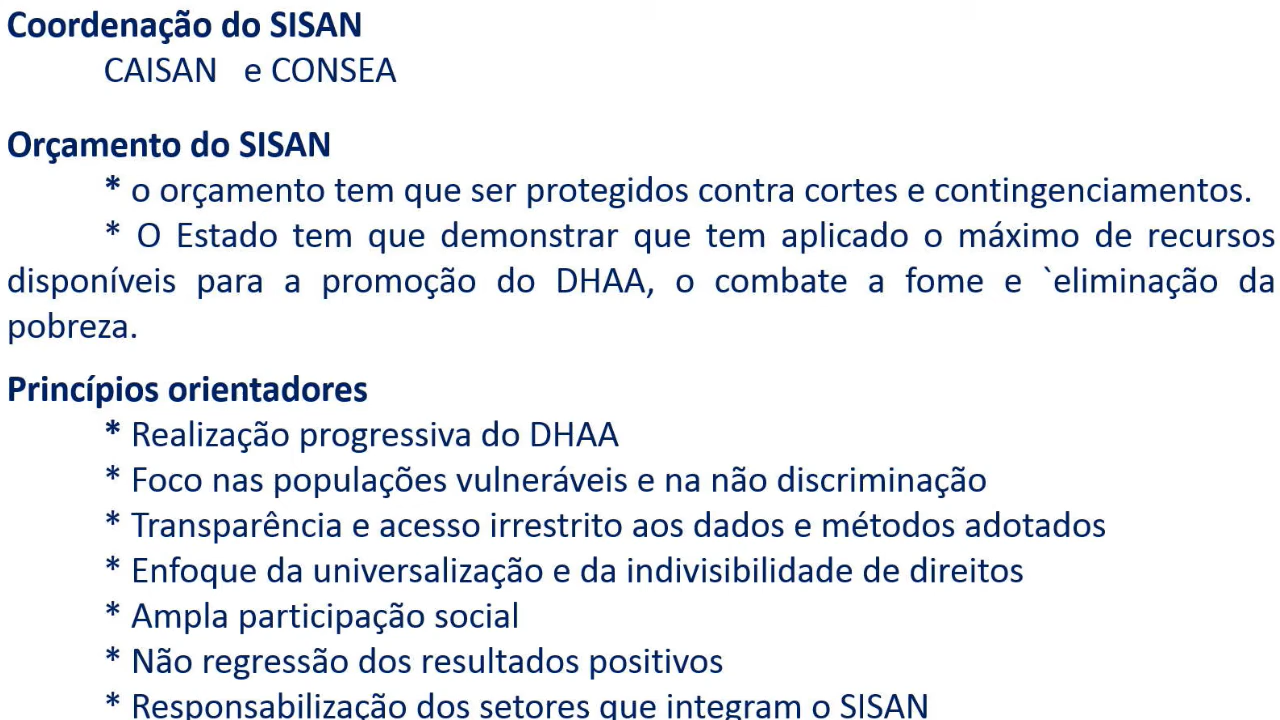 Coordenação do SISAN
CAISAN e CONSEA
Orçamento do SISAN
* o orçamento tem que ser protegidos contra cortes e contingenciamentos.
* O Estado tem que demonstrar que tem aplicado o máximo de recursos
disponíveis para a promoção do DHAA, o combate a fome e `eliminação da
pobreza.
Princípios orientadores
* Realização progressiva do DHAA
* Foco nas populações vulneráveis e na não discriminação
* Transparência e acesso irrestrito aos dados e métodos adotados
* Enfoque da universalização e da indivisibilidade de direitos
* Ampla participação social
* Não regressão dos resultados positivos
* Responsabilização dos setores que integram o SISAN